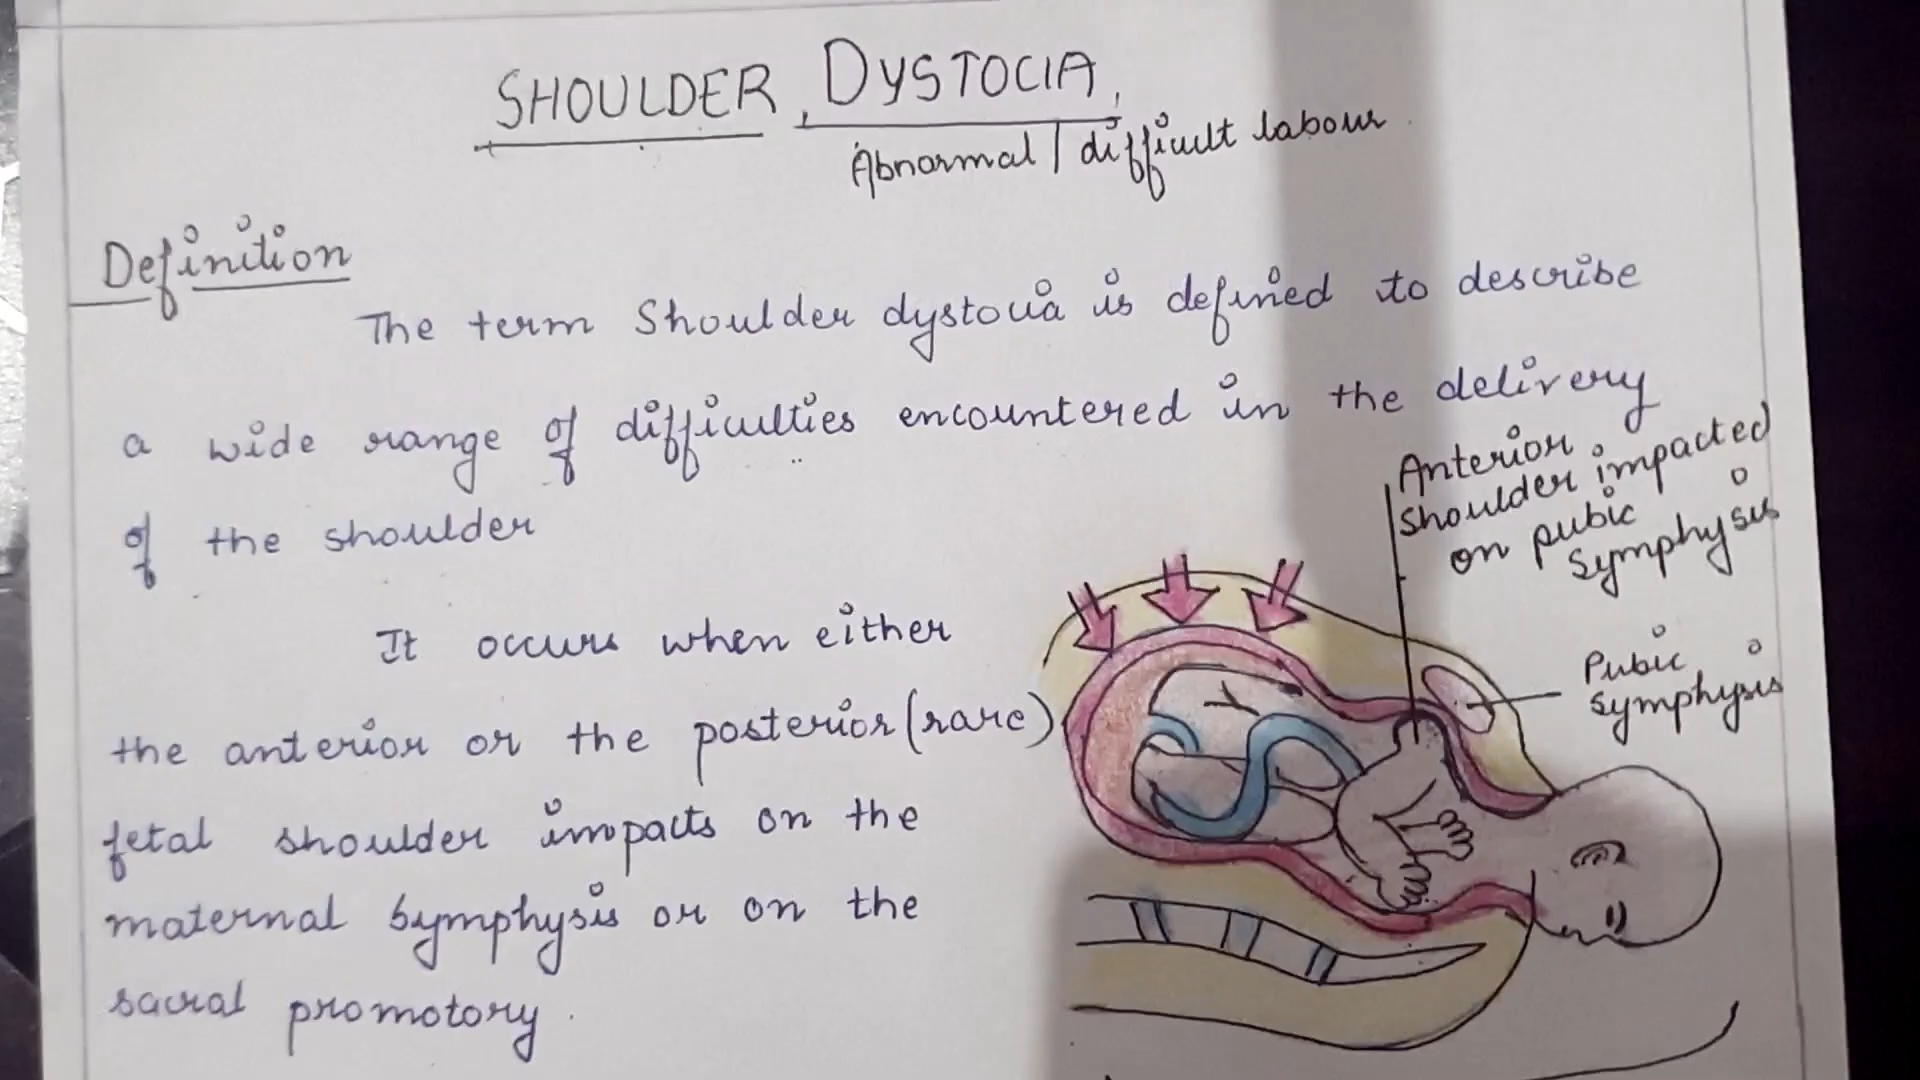 SHOULDER DYSTOCIA
Abnormal / difficult labour
Definition
The term Shoulder dystocia is defined to describe
a wide range of difficulties encountered in the delivery
of the shoulder
Anterior
shoulder impacted
on pubic
symphysis
Pubic
symphysis
It occurs when either
the anterior or the posterior (rare)
fetal shoulder impacts on the
maternal symphysis or on the
sacral promotory.